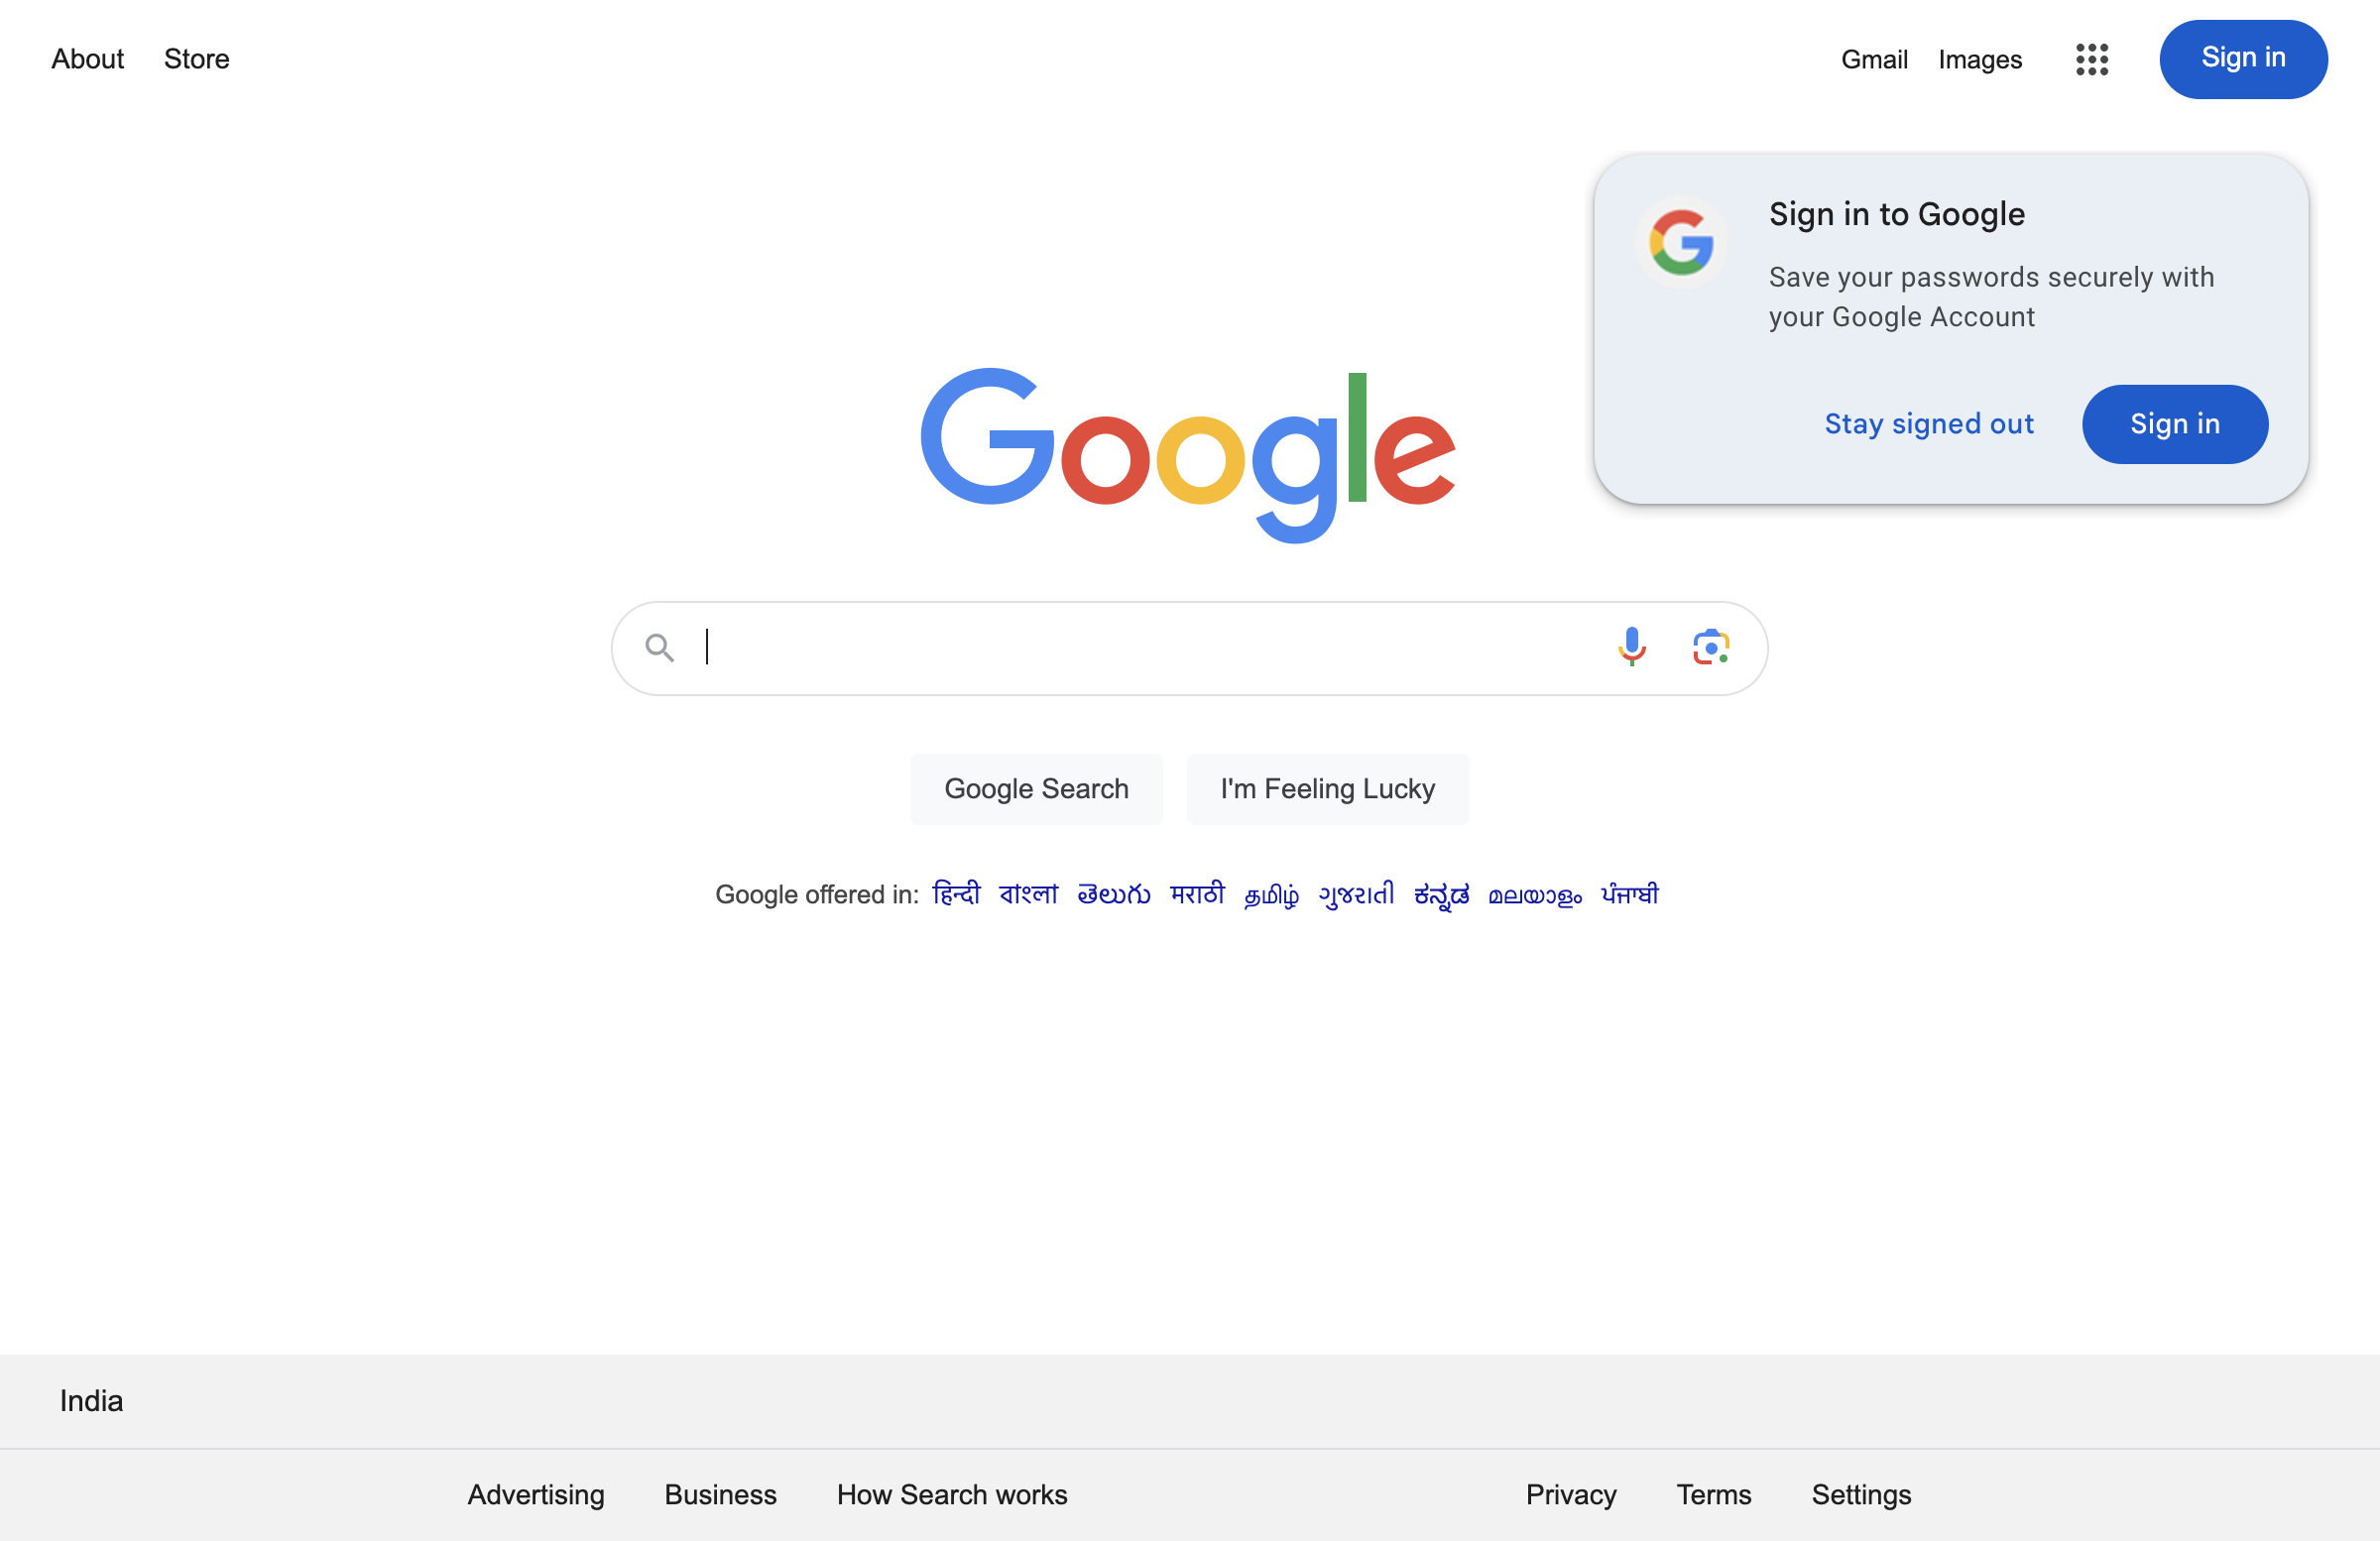 About Store
Gmail Images Sign in
Sign in to Google
Save your passwords securely with
your Google Account
Stay signed out Sign in
Google
Google Search I'm Feeling Lucky
Google offered in: हिन्दी বাংলা తెలుగు मराठी தமிழ் ગુજરાતી ಕನ್ನಡ മലയാളം ਪੰਜਾਬੀ
India
Advertising Business How Search works Privacy Terms Settings